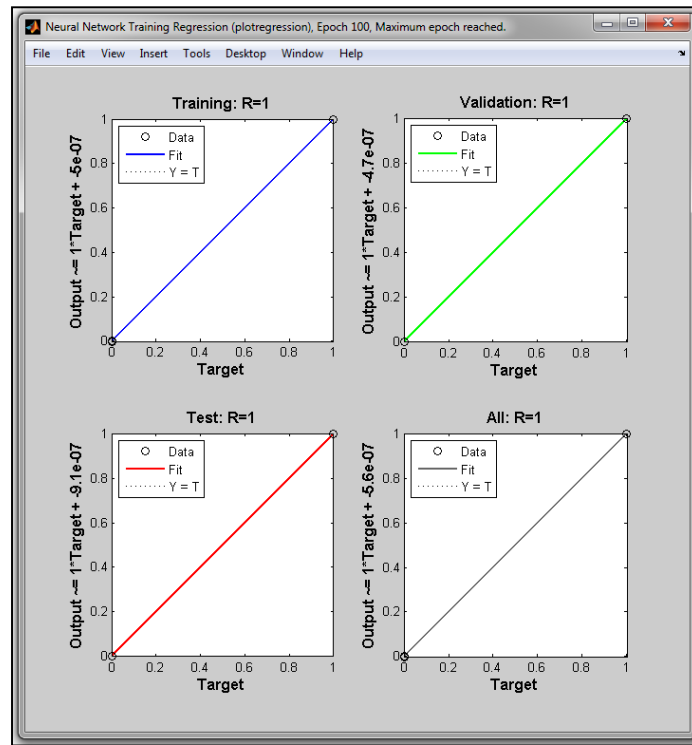 Neural Network Training Regression (plotregression), Epoch 100, Maximum epoch reached.
File Edit View Insert Tools Desktop Window Help
Training: R=1
Output ~= 1*Target + -5e-07
1
0.8
0.6
0.4
0.2
0
Data
Fit
Y = T
0 0.2 0.4 0.6 0.8 1
Target
Validation: R=1
Output ~= 1*Target + -4.7e-07
1
0.8
0.6
0.4
0.2
0
Data
Fit
Y = T
0 0.2 0.4 0.6 0.8 1
Target
Test: R=1
Output ~= 1*Target + -9.1e-07
1
0.8
0.6
0.4
0.2
0
Data
Fit
Y = T
0 0.2 0.4 0.6 0.8 1
Target
All: R=1
Output ~= 1*Target + -5.6e-07
1
0.8
0.6
0.4
0.2
0
Data
Fit
Y = T
0 0.2 0.4 0.6 0.8 1
Target